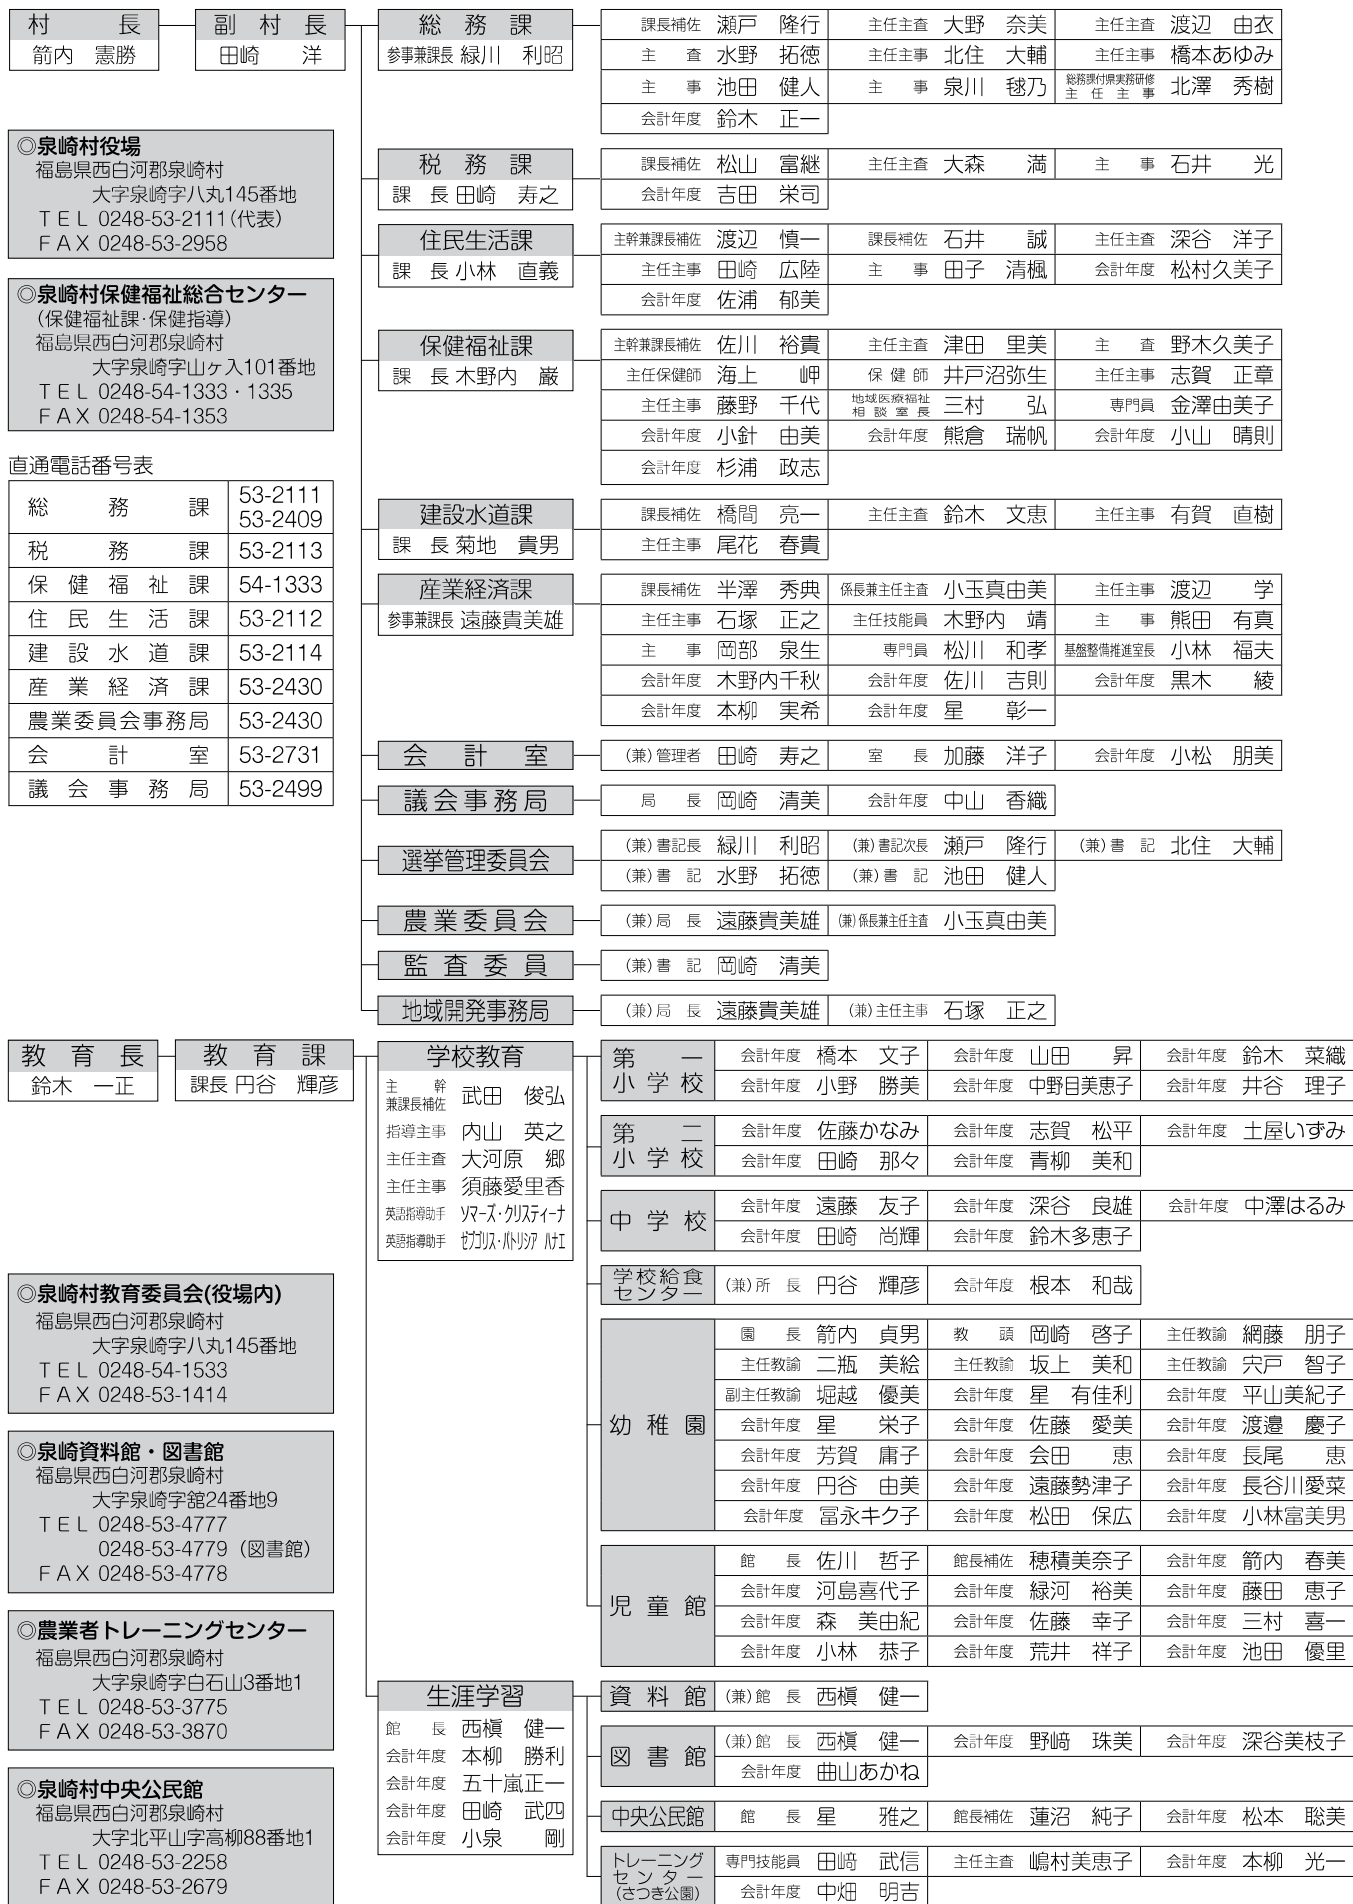 村長
箭内 憲勝
副村長
田崎 洋
総務課
参事兼課長 緑川 利昭
課長補佐 瀬戸 隆行 主任主査 大野 奈美 主任主査 渡辺 由衣
主査 水野 拓徳 主任主事 北住 大輔 主任主事 橋本あゆみ
主事 池田 健人 主事 泉川 毬乃 総務課付県実務研修主任主事 北澤 秀樹
会計年度 鈴木 正一
税務課
課長 田崎 寿之
課長補佐 松山 富継 主任主査 大森 満 主事 石井 光
会計年度 吉田 栄司
住民生活課
課長 小林 直義
主幹兼課長補佐 渡辺 慎一 課長補佐 石井 誠 主任主査 深谷 洋子
主任主事 田崎 広陸 主事 田子 清楓 会計年度 松村久美子
会計年度 佐浦 郁美
保健福祉課
課長 木野内 巌
主幹兼課長補佐 佐川 裕貴 主任主査 津田 里美 主査 野木久美子
主任保健師 海上 岬 保健師 井戸沼弥生 主任主事 志賀 正章
主任主事 藤野 千代 地域医療福祉相談室長 三村 弘 専門員 金澤由美子
会計年度 小針 由美 会計年度 熊倉 瑞帆 会計年度 小山 晴則
会計年度 杉浦 政志
建設水道課
課長 菊地 貴男
課長補佐 橋間 亮一 主任主査 鈴木 文恵 主任主事 有賀 直樹
主任主事 尾花 春貴
産業経済課
参事兼課長 遠藤貴美雄
課長補佐 半澤 秀典 係長兼主任主査 小玉真由美 主任主事 渡辺 学
主任主事 石塚 正之 主任技能員 木野内 靖 主事 熊田 有真
主事 岡部 泉生 専門員 松川 和孝 基盤整備推進室長 小林 福夫
会計年度 木野内千秋 会計年度 佐川 吉則 会計年度 黒木 綾
会計年度 本柳 実希 会計年度 星 彰一
会計室
(兼)管理者 田崎 寿之 室長 加藤 洋子 会計年度 小松 朋美
議会事務局
局長 岡崎 清美 会計年度 中山 香織
選挙管理委員会
(兼)書記長 緑川 利昭 (兼)書記次長 瀬戸 隆行 (兼)書記 北住 大輔
(兼)書記 水野 拓徳 (兼)書記 池田 健人
農業委員会
(兼)局長 遠藤貴美雄 (兼)係長兼主任主査 小玉真由美
監査委員
(兼)書記 岡崎 清美
地域開発事務局
(兼)局長 遠藤貴美雄 (兼)主任主事 石塚 正之
◎泉崎村役場
福島県西白河郡泉崎村
大字泉崎字八丸145番地
TEL 0248-53-2111(代表)
FAX 0248-53-2958
◎泉崎村保健福祉総合センター
(保健福祉課・保健指導)
福島県西白河郡泉崎村
大字泉崎字山ヶ入101番地
TEL 0248-54-1333・1335
FAX 0248-54-1353
直通電話番号表
総務課 53-2111
53-2409
税務課 53-2113
保健福祉課 54-1333
住民生活課 53-2112
建設水道課 53-2114
産業経済課 53-2430
農業委員会事務局 53-2430
会計室 53-2731
議会事務局 53-2499
教育長
鈴木 一正
教育課
課長 円谷 輝彦
学校教育
主幹兼課長補佐 武田 俊弘
指導主事 内山 英之
主任主査 大河原 郷
主任主事 須藤愛里香
英語指導助手 ソマーズ・クリスティーナ
英語指導助手 ゼブリス・パトリシア ハナエ
第一小学校
会計年度 橋本 文子 会計年度 山田 昇 会計年度 鈴木 菜織
会計年度 小野 勝美 会計年度 中野目美恵子 会計年度 井谷 理子
第二小学校
会計年度 佐藤かなみ 会計年度 志賀 松平 会計年度 土屋いずみ
会計年度 田崎 那々 会計年度 青柳 美和
中学校
会計年度 遠藤 友子 会計年度 深谷 良雄 会計年度 中澤はるみ
会計年度 田崎 尚輝 会計年度 鈴木多恵子
学校給食センター
(兼)所長 円谷 輝彦 会計年度 根本 和哉
幼稚園
園長 箭内 貞男 教頭 岡崎 啓子 主任教諭 網藤 朋子
主任教諭 二瓶 美絵 主任教諭 坂上 美和 主任教諭 宍戸 智子
副主任教諭 堀越 優美 会計年度 星 有佳利 会計年度 平山美紀子
会計年度 星 栄子 会計年度 佐藤 愛美 会計年度 渡邉 慶子
会計年度 芳賀 庸子 会計年度 会田 恵 会計年度 長尾 恵
会計年度 円谷 由美 会計年度 遠藤勢津子 会計年度 長谷川愛菜
会計年度 冨永キク子 会計年度 松田 保広 会計年度 小林富美男
児童館
館長 佐川 哲子 館長補佐 穂積美奈子 会計年度 箭内 春美
会計年度 河島喜代子 会計年度 緑河 裕美 会計年度 藤田 恵子
会計年度 森 美由紀 会計年度 佐藤 幸子 会計年度 三村 喜一
会計年度 小林 恭子 会計年度 荒井 祥子 会計年度 池田 優里
生涯学習
館長 西槇 健一
会計年度 本柳 勝利
会計年度 五十嵐正一
会計年度 田崎 武四
会計年度 小泉 剛
資料館
(兼)館長 西槇 健一
図書館
(兼)館長 西槇 健一 会計年度 野﨑 珠美 会計年度 深谷美枝子
会計年度 曲山あかね
中央公民館
館長 星 雅之 館長補佐 蓮沼 純子 会計年度 松本 聡美
トレーニングセンター(さつき公園)
専門技能員 田﨑 武信 主任主査 嶋村美恵子 会計年度 本柳 光一
会計年度 中畑 明吉
◎泉崎村教育委員会(役場内)
福島県西白河郡泉崎村
大字泉崎字八丸145番地
TEL 0248-54-1533
FAX 0248-53-1414
◎泉崎資料館・図書館
福島県西白河郡泉崎村
大字泉崎字舘24番地9
TEL 0248-53-4777
0248-53-4779（図書館）
FAX 0248-53-4778
◎農業者トレーニングセンター
福島県西白河郡泉崎村
大字泉崎字白石山3番地1
TEL 0248-53-3775
FAX 0248-53-3870
◎泉崎村中央公民館
福島県西白河郡泉崎村
大字北平山字高柳88番地1
TEL 0248-53-2258
FAX 0248-53-2679